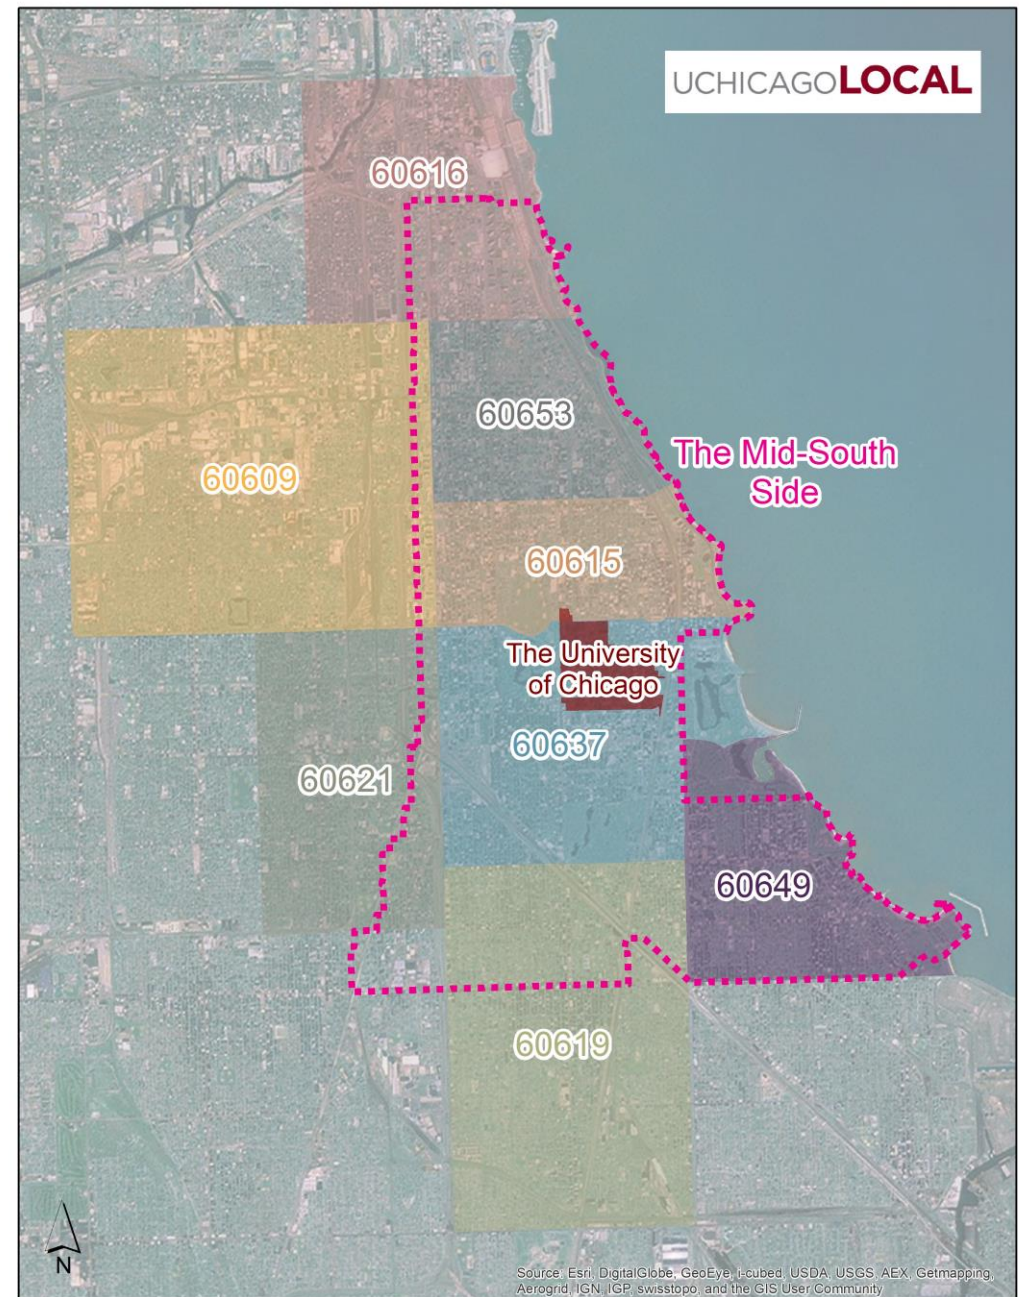 UCHICAGOLOCAL
60616
60653
The Mid-South
Side
60609
60615
The University
of Chicago
60637
60621
60649
60619
N
Source: Esri, DigitalGlobe, GeoEye, i-cubed, USDA, USGS, AEX, Getmapping,
Aerogrid, IGN, IGP, swisstopo, and the GIS User Community